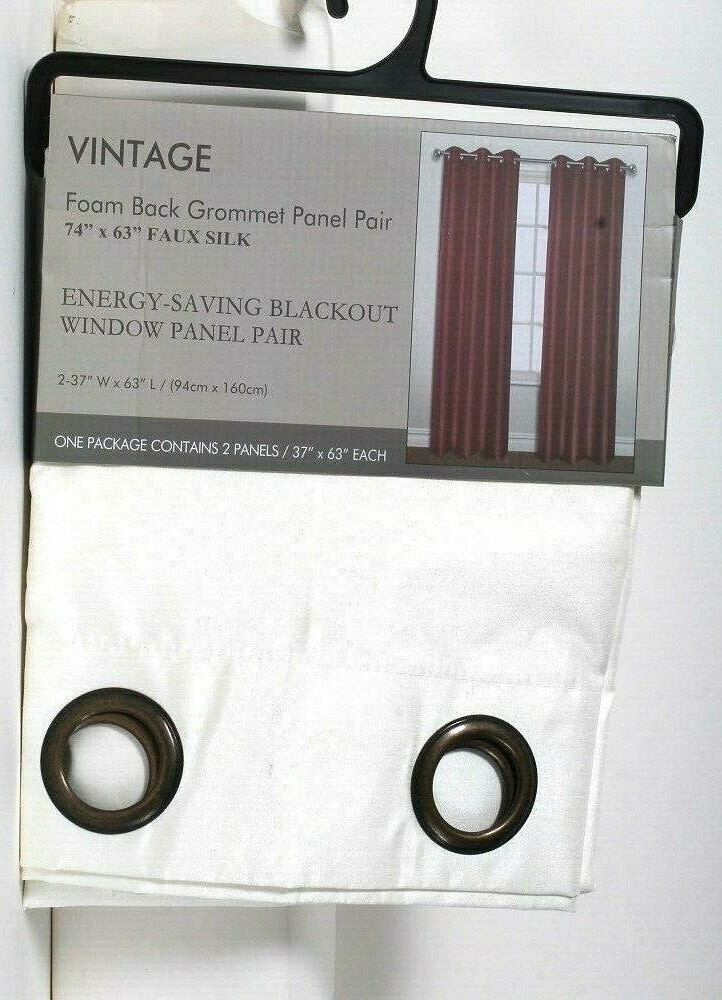 VINTAGE
Foam Back Grommet Panel Pair
74” x 63” FAUX SILK
ENERGY-SAVING BLACKOUT
WINDOW PANEL PAIR
2-37” W x 63” L / (94cm x 160cm)
ONE PACKAGE CONTAINS 2 PANELS / 37” x 63” EACH